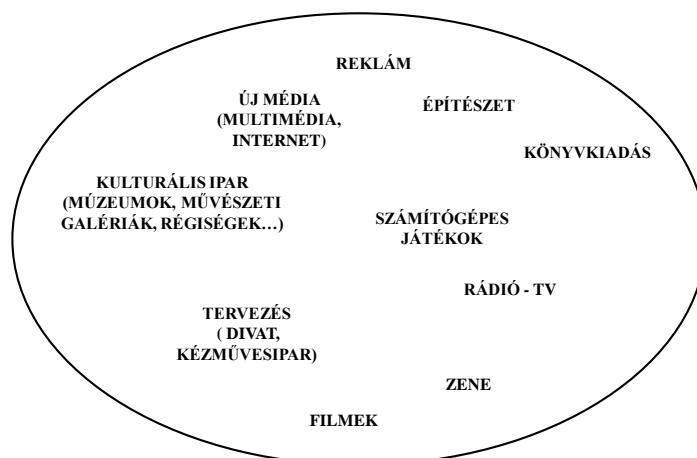 REKLÁM
ÚJ MÉDIA
(MULTIMÉDIA,
INTERNET)
ÉPÍTÉSZET
KÖNYVKIADÁS
KULTURÁLIS IPAR
(MÚZEUMOK, MŰVÉSZETI
GALÉRIÁK, RÉGISÉGEK…)
SZÁMÍTÓGÉPES
JÁTÉKOK
RÁDIÓ - TV
TERVEZÉS
( DIVAT,
KÉZMŰVESIPAR)
ZENE
FILMEK